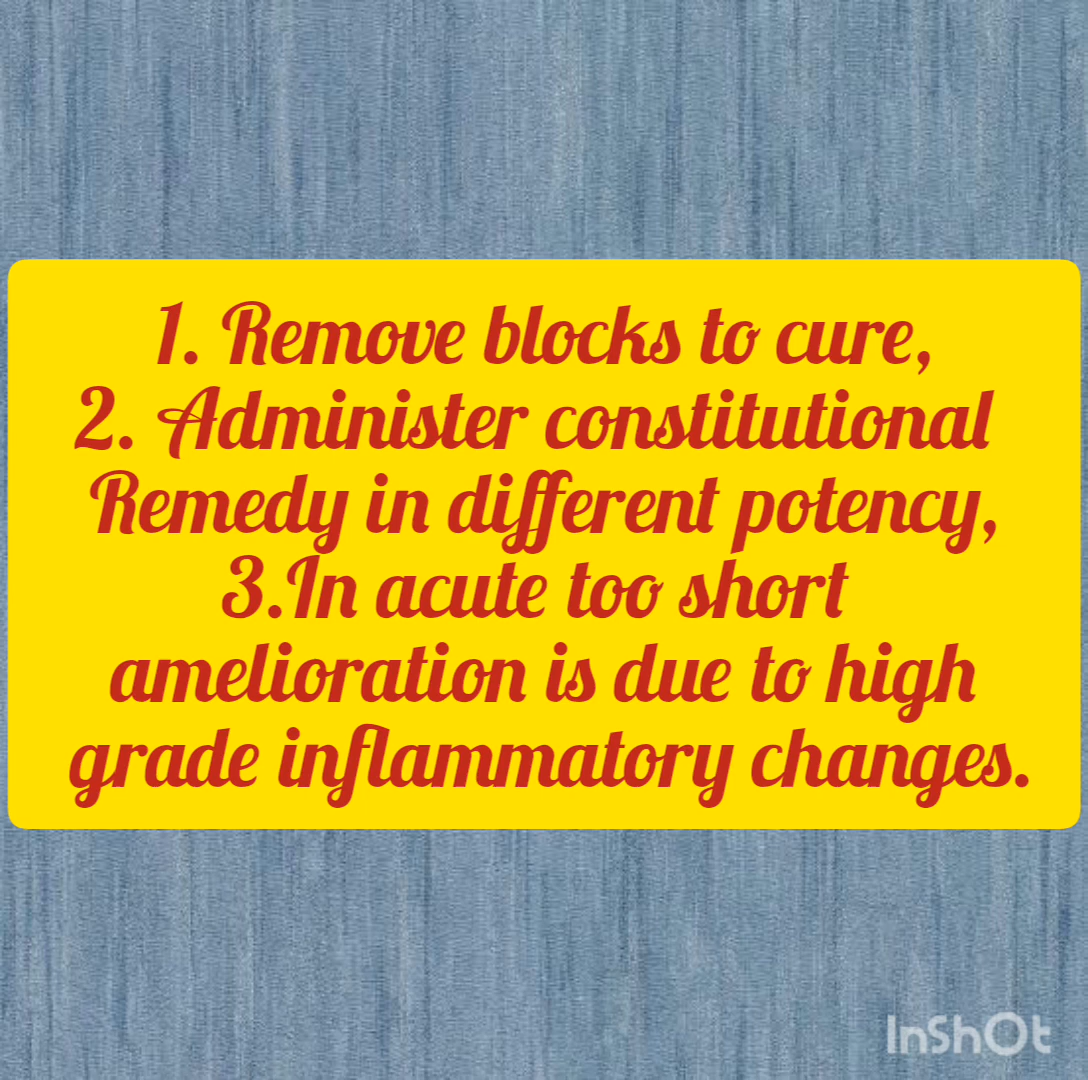 1. Remove blocks to cure,
2. Administer constitutional
Remedy in different potency,
3.In acute too short
amelioration is due to high
grade inflammatory changes.
InShOt